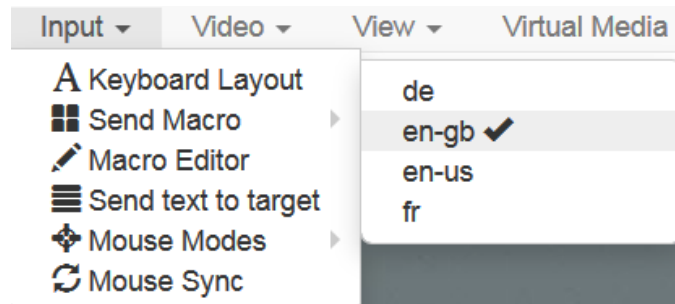 Input Video View Virtual Media
A Keyboard Layout
Send Macro
Macro Editor
Send text to target
Mouse Modes
Mouse Sync
de
en-gb
en-us
fr